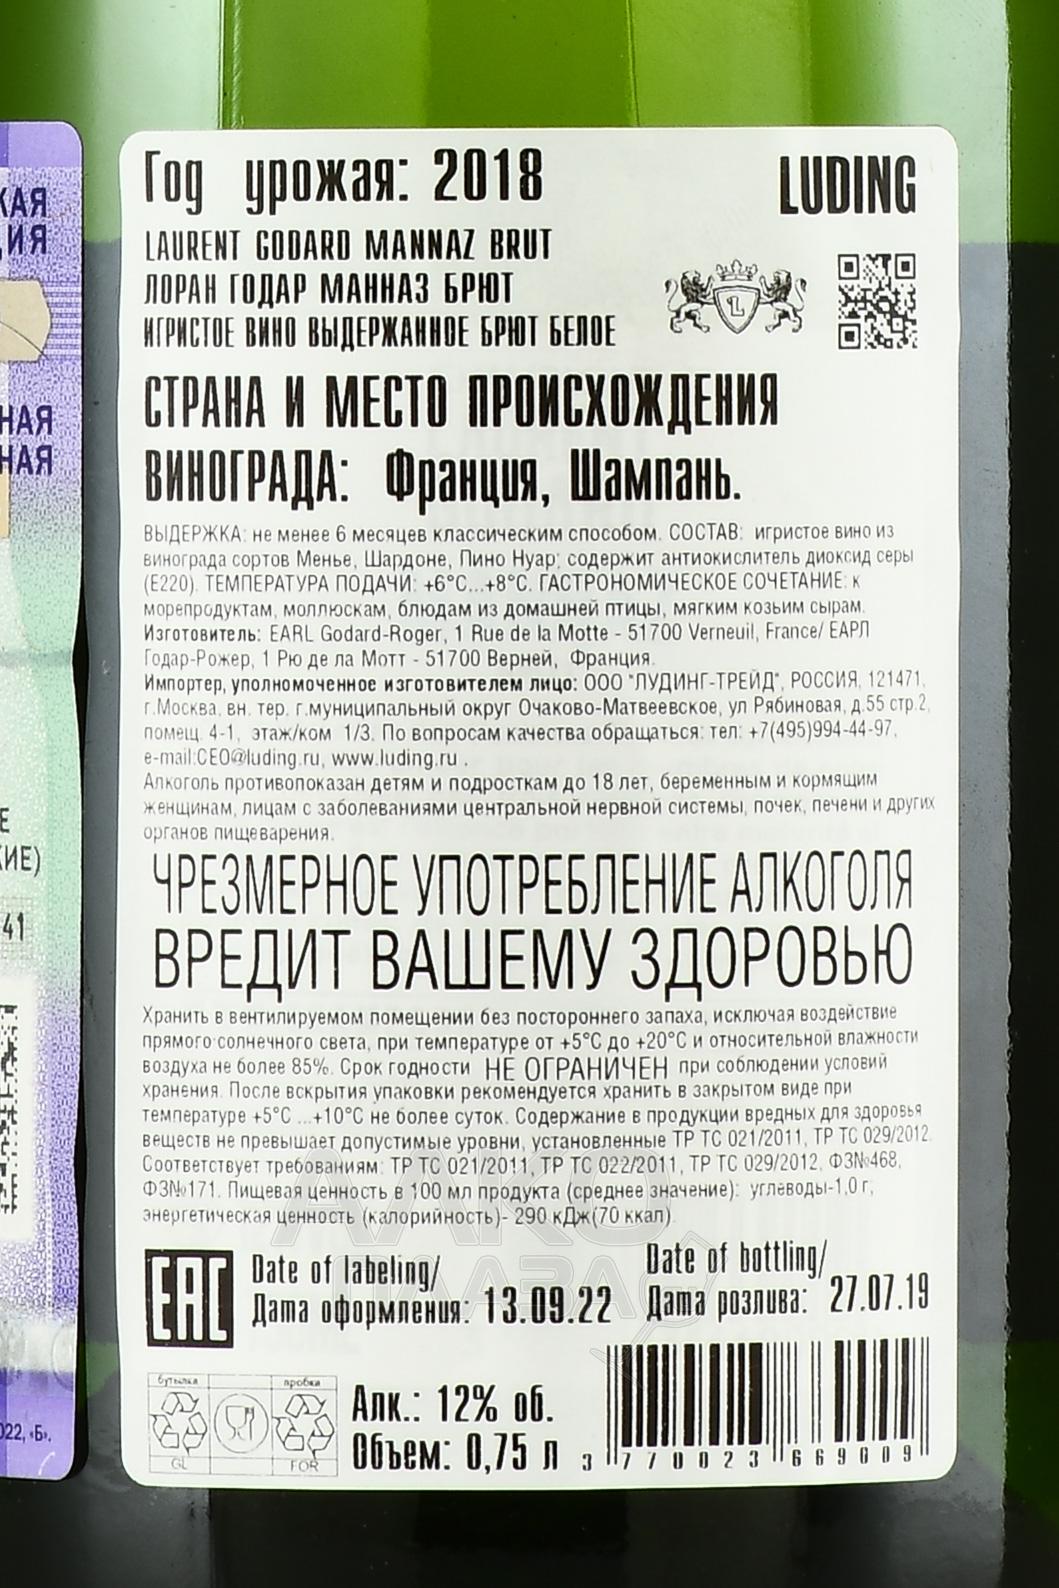 Год урожая: 2018
LUDING
LAURENT GODARD MANNAZ BRUT
ЛОРАН ГОДАР МАННАЗ БРЮТ
ИГРИСТОЕ ВИНО ВЫДЕРЖАННОЕ БРЮТ БЕЛОЕ
L
СТРАНА И МЕСТО ПРОИСХОЖДЕНИЯ
ВИНОГРАДА: Франция, Шампань.
ВЫДЕРЖКА: не менее 6 месяцев классическим способом. СОСТАВ: игристое вино из
винограда сортов Менье, Шардоне, Пино Нуар; содержит антиокислитель диоксид серы
(Е220). ТЕМПЕРАТУРА ПОДАЧИ: +6°С...+8°С. ГАСТРОНОМИЧЕСКОЕ СОЧЕТАНИЕ: к
морепродуктам, моллюскам, блюдам из домашней птицы, мягким козьим сырам.
Изготовитель: EARL Godard-Roger, 1 Rue de la Motte - 51700 Verneuil, France/ ЕАРЛ
Годар-Рожер, 1 Рю де ла Мотт - 51700 Верней, Франция.
Импортер, уполномоченное изготовителем лицо: ООО "ЛУДИНГ-ТРЕЙД", РОССИЯ, 121471,
г.Москва, вн. тер. г.муниципальный округ Очаково-Матвеевское, ул Рябиновая, д.55 стр.2,
помещ. 4-1, этаж/ком 1/3. По вопросам качества обращаться: тел: +7(495)994-44-97,
e-mail:CEO@luding.ru, www.luding.ru .
Алкоголь противопоказан детям и подросткам до 18 лет, беременным и кормящим
женщинам, лицам с заболеваниями центральной нервной системы, почек, печени и других
органов пищеварения.
ЧРЕЗМЕРНОЕ УПОТРЕБЛЕНИЕ АЛКОГОЛЯ
ВРЕДИТ ВАШЕМУ ЗДОРОВЬЮ
Хранить в вентилируемом помещении без постороннего запаха, исключая воздействие
прямого солнечного света, при температуре от +5°С до +20°С и относительной влажности
воздуха не более 85%. Срок годности НЕ ОГРАНИЧЕН при соблюдении условий
хранения. После вскрытия упаковки рекомендуется хранить в закрытом виде при
температуре +5°С ...+10°С не более суток. Содержание в продукции вредных для здоровья
веществ не превышает допустимые уровни, установленные ТР ТС 021/2011, ТР ТС 029/2012.
Соответствует требованиям: ТР ТС 021/2011, ТР ТС 022/2011, ТР ТС 029/2012, ФЗ№468,
ФЗ№171. Пищевая ценность в 100 мл продукта (среднее значение): углеводы-1,0 г;
энергетическая ценность (калорийность)- 290 кДж(70 ккал).
АЛКО
ПЛАЗА
EAC
Date of labeling/
Дата оформления: 13.09.22
Date of bottling/
Дата розлива: 27.07.19
бутылка
пробка
GL
FOR
Алк.: 12% об.
Объем: 0,75 л
3 770023 669809
КАЯ
ИЯ
НАЯ
НАЯ
Е
КИЕ)
41
022, «Б».